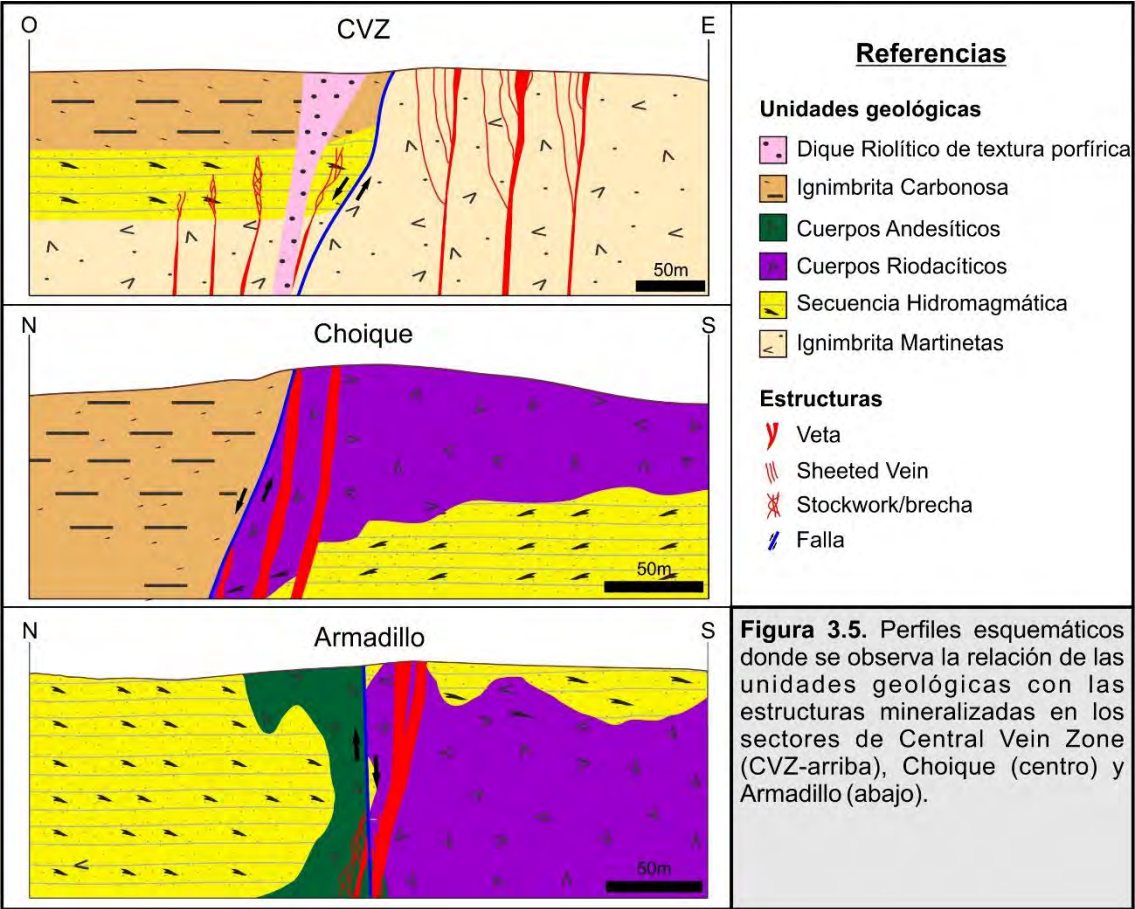 O
CVZ
E
50m
N
Choique
S
50m
N
Armadillo
S
50m
Referencias
Unidades geológicas
Dique Riolítico de textura porfírica
Ignimbrita Carbonosa
Cuerpos Andesíticos
Cuerpos Riodacíticos
Secuencia Hidromagmática
Ignimbrita Martinetas
Estructuras
Veta
Sheeted Vein
Stockwork/brecha
Falla
Figura 3.5. Perfiles esquemáticos
donde se observa la relación de las
unidades geológicas con las
estructuras mineralizadas en los
sectores de Central Vein Zone
(CVZ-arriba), Choique (centro) y
Armadillo (abajo).